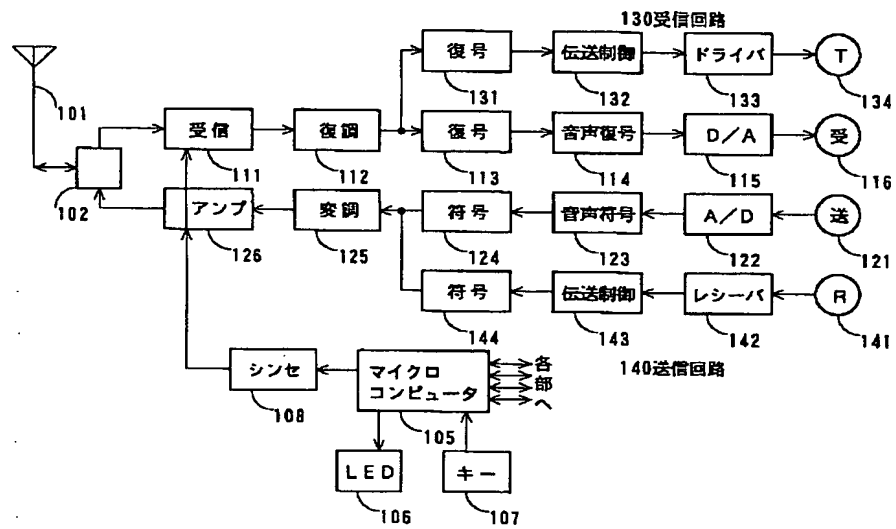 130受信回路
復号
伝送制御
ドライバ
T
131
132
133
134
101
受信
復調
復号
音声復号
D/A
受
111
112
113
114
115
116
102
アンプ
変調
符号
音声符号
A/D
送
126
125
124
123
122
121
符号
伝送制御
レシーバ
R
144
143
142
141
140送信回路
シンセ
マイクロ
コンピュータ
各部へ
108
105
LED
キー
106
107